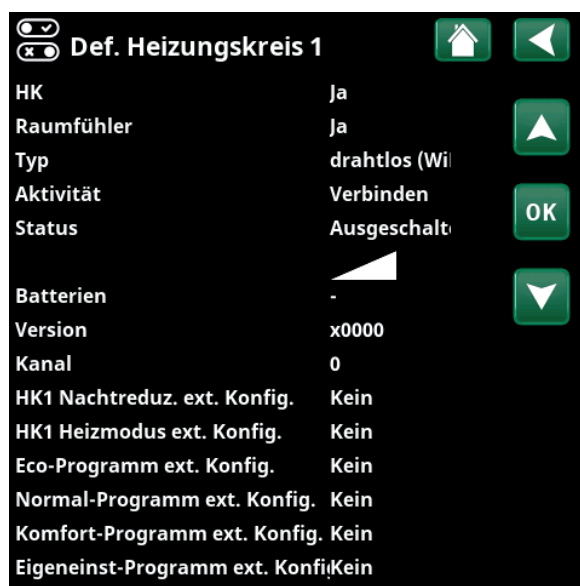 Def. Heizungskreis 1
HK Ja
Raumfühler Ja
Typ drahtlos (Wi
Aktivität Verbinden
Status Ausgeschalt
OK
Batterien -
Version x0000
Kanal 0
HK1 Nachtreduz. ext. Konfig. Kein
HK1 Heizmodus ext. Konfig. Kein
Eco-Programm ext. Konfig. Kein
Normal-Programm ext. Konfig. Kein
Komfort-Programm ext. Konfig. Kein
Eigeneinst-Programm ext. Konfi Kein